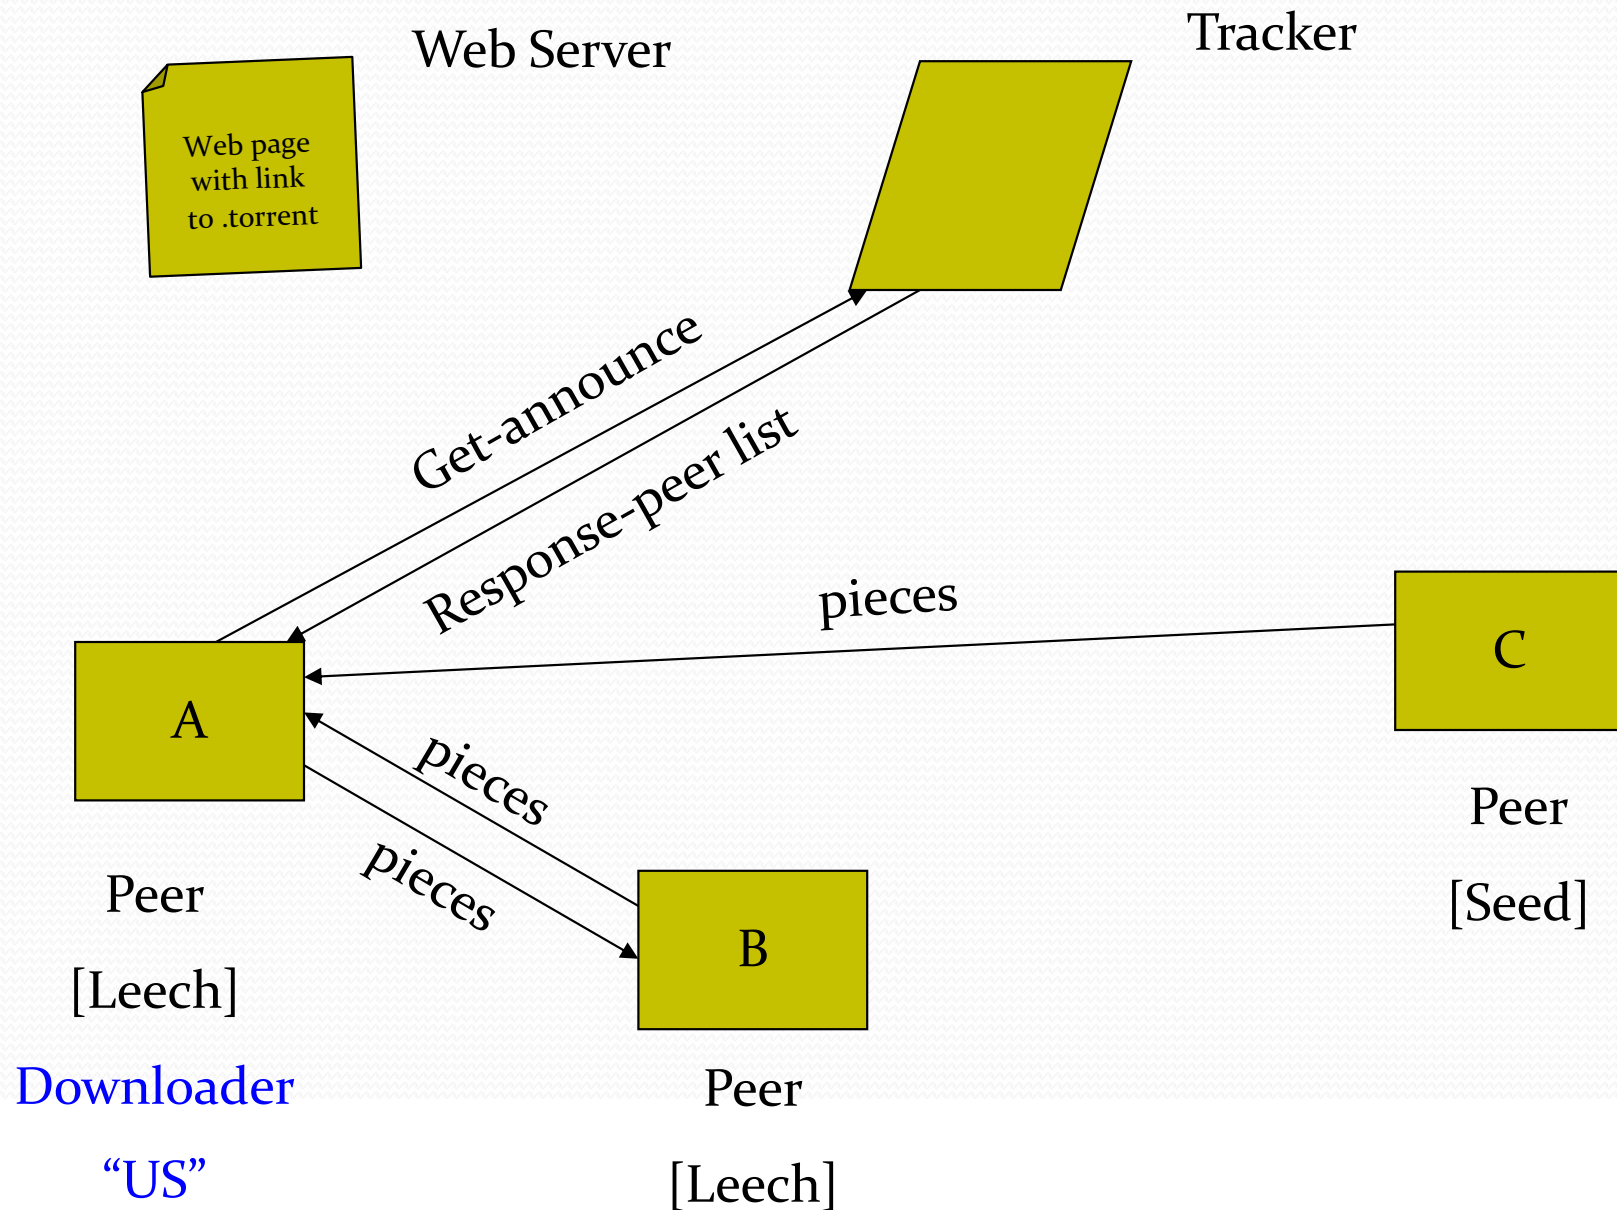 Web Server
Tracker
Web page
with link
to .torrent
Get-announce
Response-peer list
pieces
C
A
pieces
pieces
Peer
[Seed]
Peer
[Leech]
B
Downloader
“US”
Peer
[Leech]